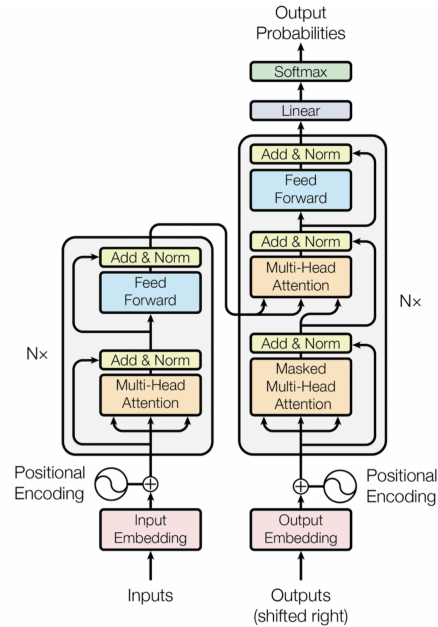 Output
Probabilities
Softmax
Linear
Add & Norm
Feed
Forward
Add & Norm
Multi-Head
Attention
Nx
Add & Norm
Masked
Multi-Head
Attention
Add & Norm
Feed
Forward
Nx
Add & Norm
Multi-Head
Attention
Positional
Encoding
Positional
Encoding
Input
Embedding
Output
Embedding
Inputs
Outputs
(shifted right)